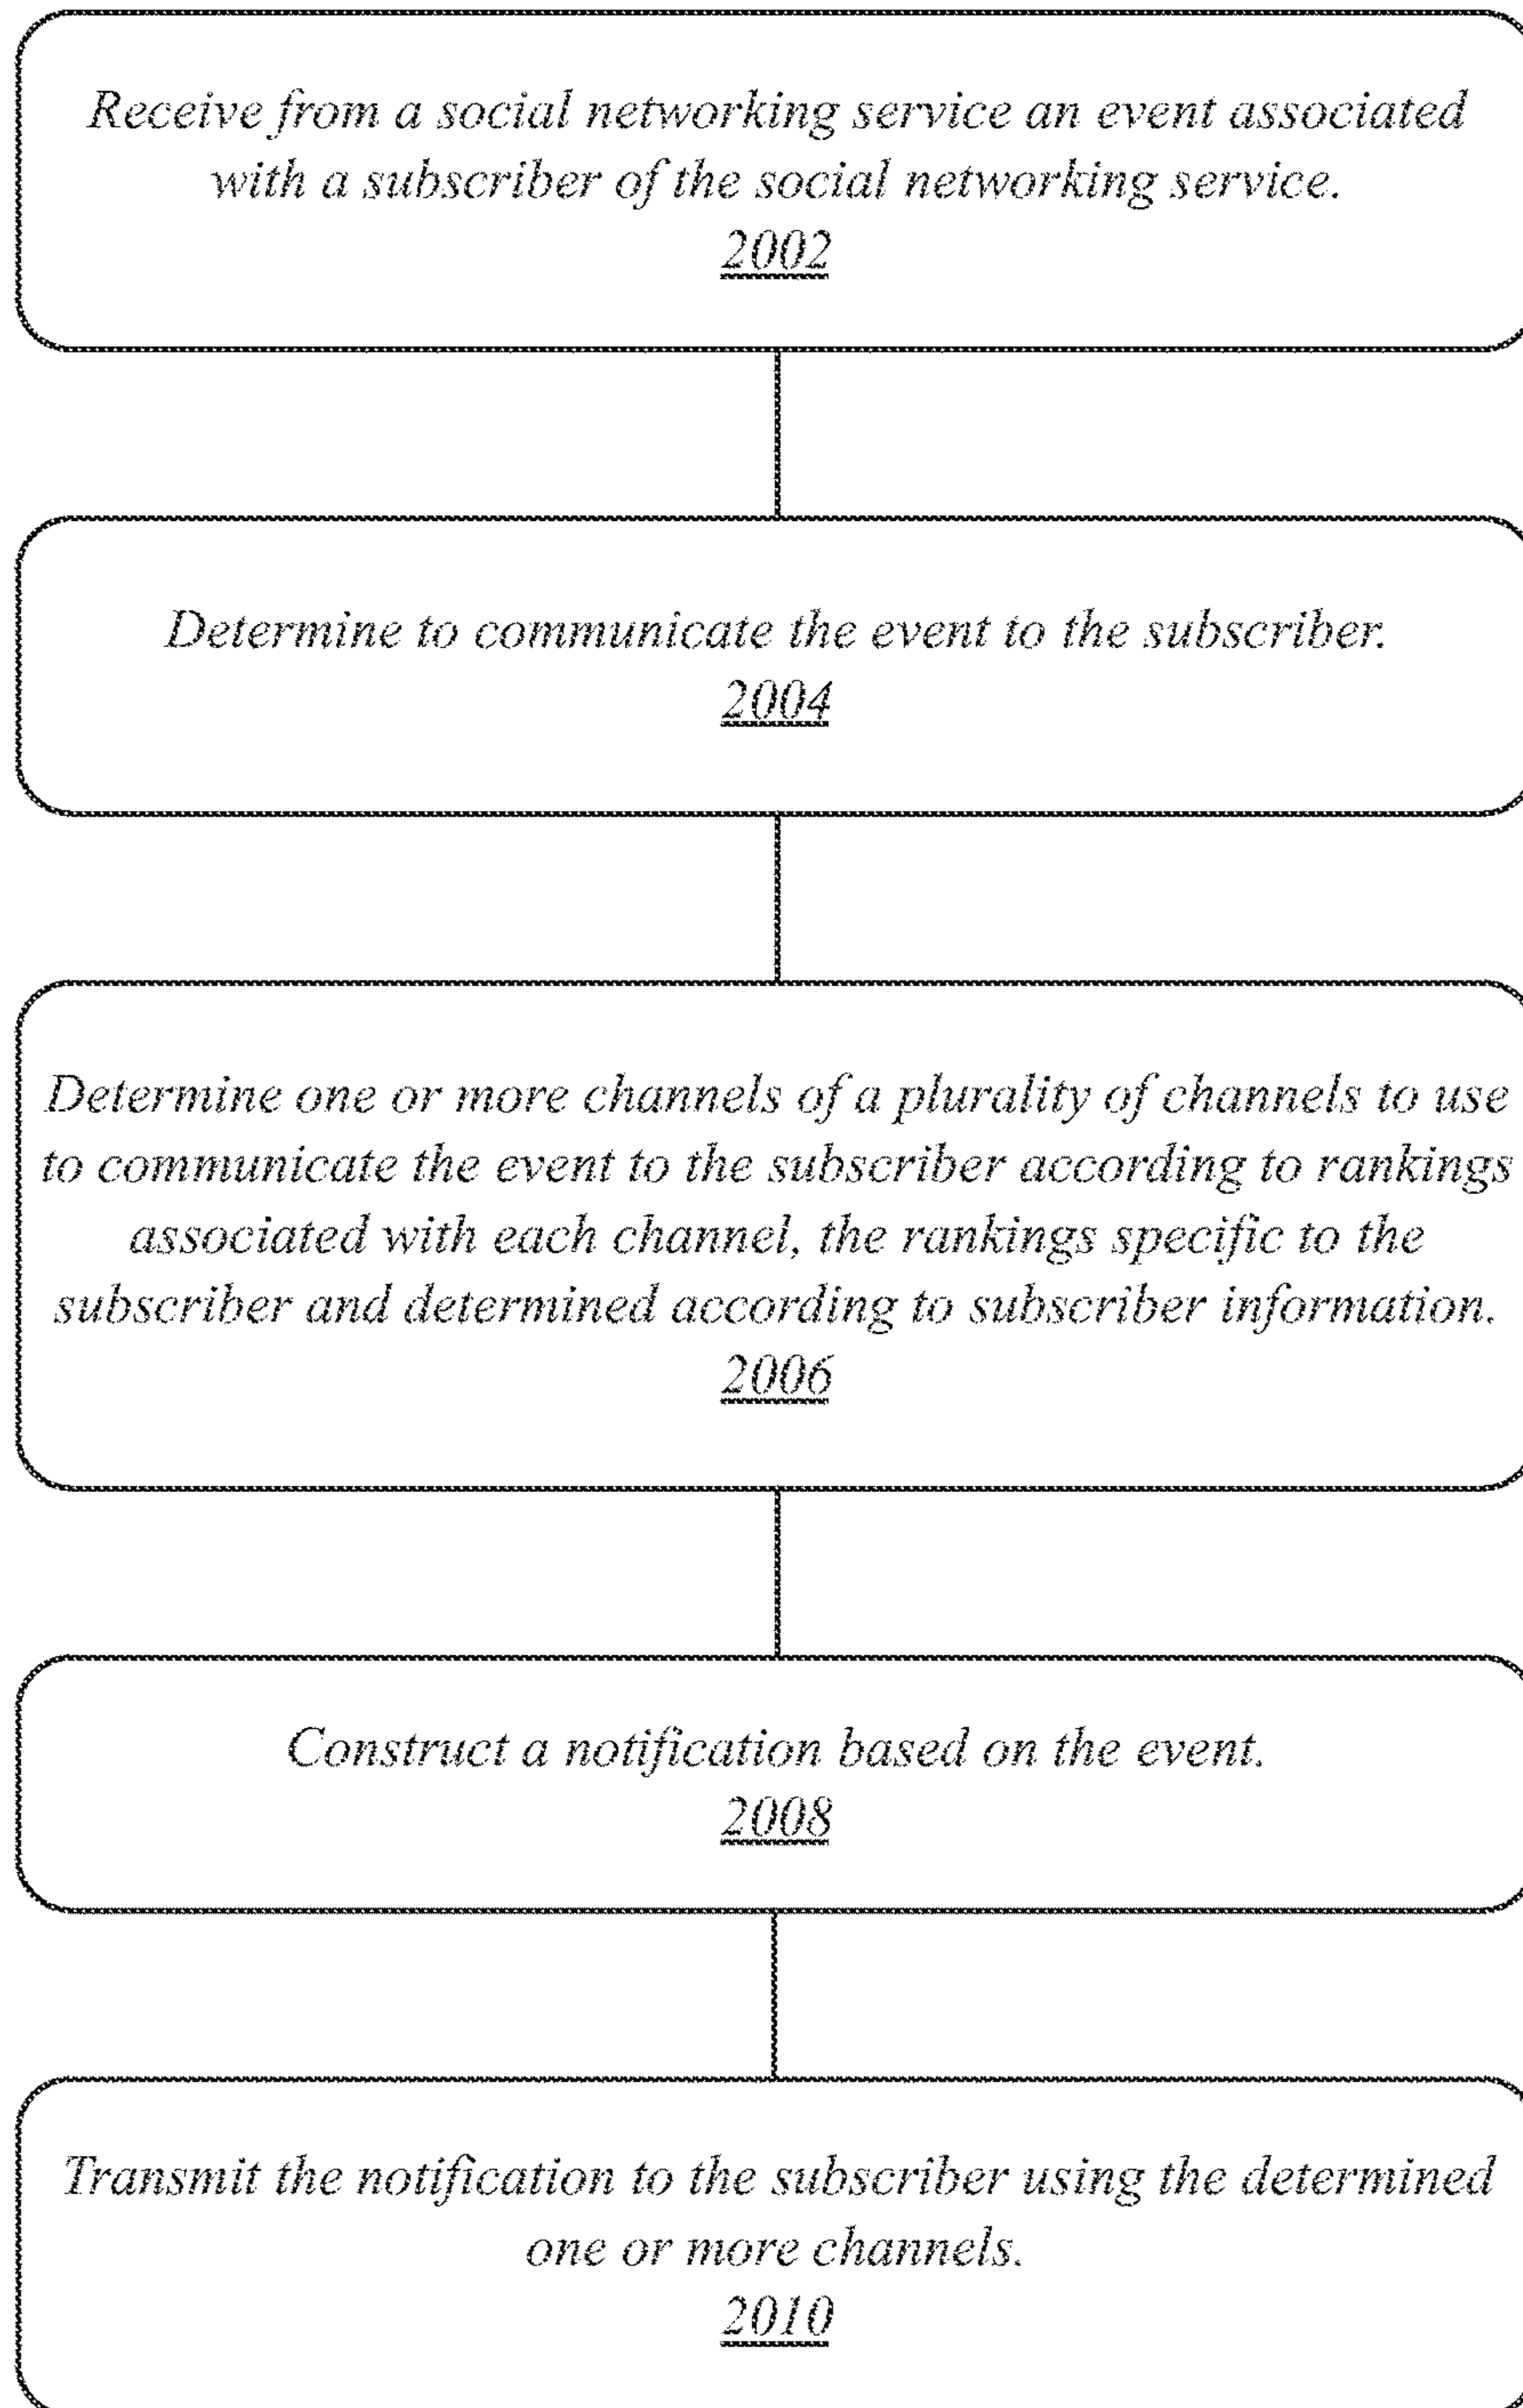 Receive from a social networking service an event associated
with a subscriber of the social networking service.
2002
Determine to communicate the event to the subscriber.
2004
Determine one or more channels of a plurality of channels to use
to communicate the event to the subscriber according to rankings
associated with each channel, the rankings specific to the
subscriber and determined according to subscriber information.
2006
Construct a notification based on the event.
2008
Transmit the notification to the subscriber using the determined
one or more channels.
2010